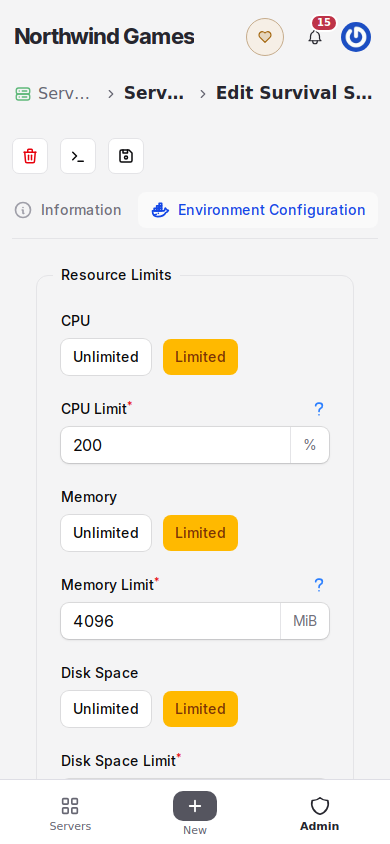 Northwind Games
15
Serv... > Serv... > Edit Survival S...
Information
Environment Configuration
Resource Limits
CPU
Unlimited
Limited
CPU Limit*
?
200
%
Memory
Unlimited
Limited
Memory Limit*
?
4096
MiB
Disk Space
Unlimited
Limited
Disk Space Limit*
Servers
New
Admin